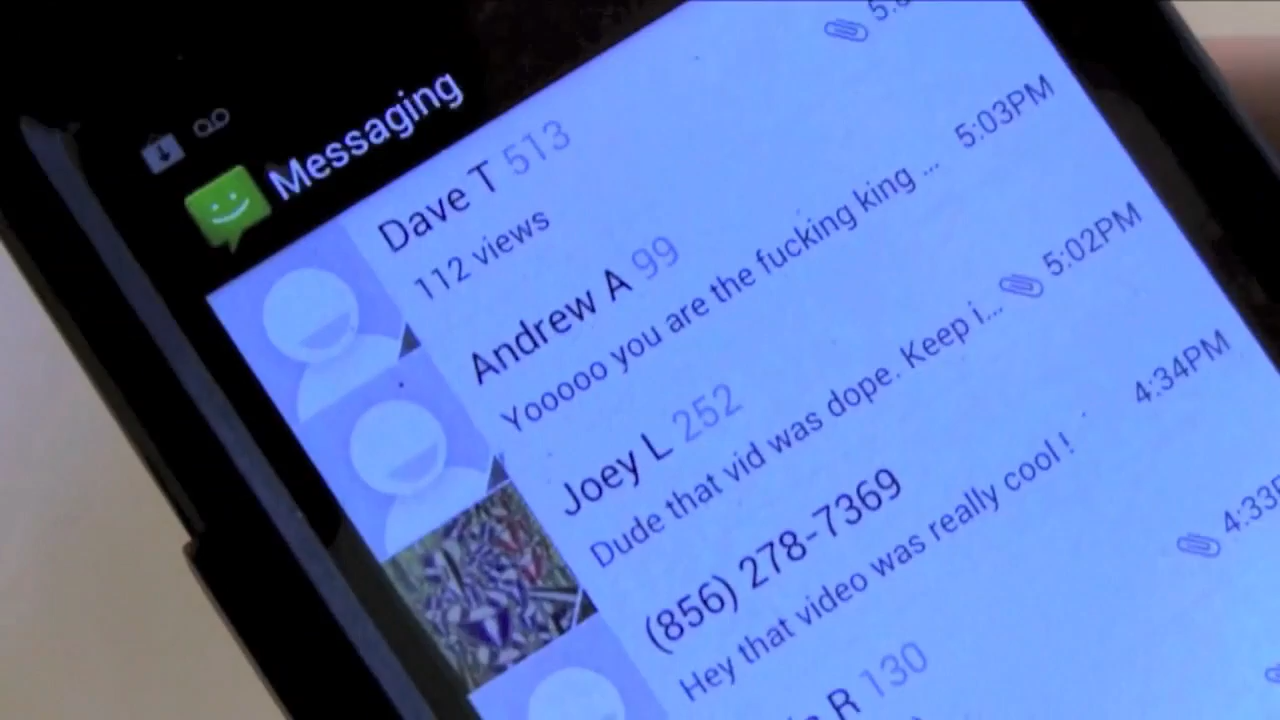 Messaging
Dave T 513
112 views
Andrew A 99
5:03PM
Yooooo you are the fucking king ...
Joey L 252
5:02PM
Dude that vid was dope. Keep i...
(856) 278-7369
4:34PM
Hey that video was really cool !
R 130